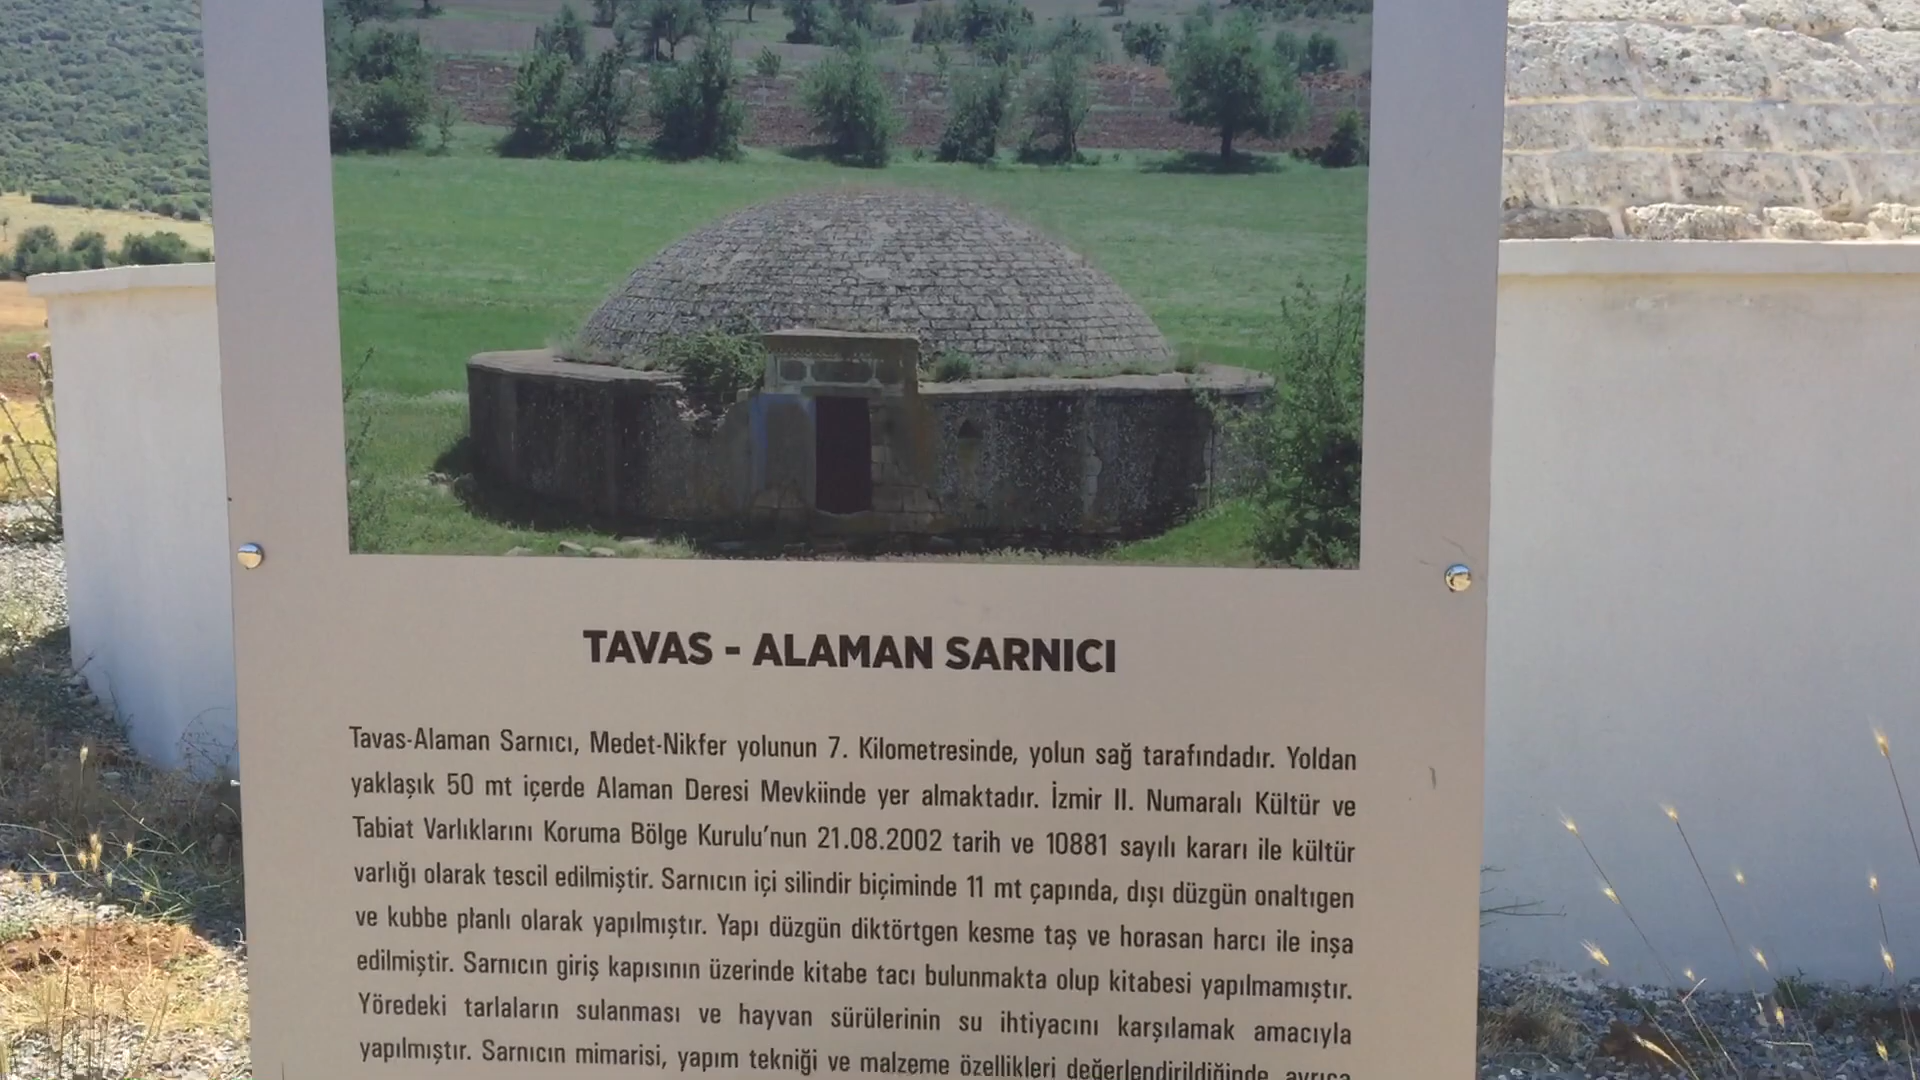 TAVAS - ALAMAN SARNICI
Tavas-Alaman Sarnıcı, Medet-Nikfer yolunun 7. Kilometresinde, yolun sağ tarafındadır. Yoldan
yaklaşık 50 mt içerde Alaman Deresi Mevkiinde yer almaktadır. İzmir II. Numaralı Kültür ve
Tabiat Varlıklarını Koruma Bölge Kurulu'nun 21.08.2002 tarih ve 10881 sayılı kararı ile kültür
varlığı olarak tescil edilmiştir. Sarnıcın içi silindir biçiminde 11 mt çapında, dışı düzgün onaltıgen
ve kubbe planlı olarak yapılmıştır. Yapı düzgün diktörtgen kesme taş ve horasan harcı ile inşa
edilmiştir. Sarnıcın giriş kapısının üzerinde kitabe tacı bulunmakta olup kitabesi yapılmamıştır.
Yöredeki tarlaların sulanması ve hayvan sürülerinin su ihtiyacını karşılamak amacıyla
yapılmıştır. Sarnıcın mimarisi, yapım tekniği ve malzeme özellikleri değerlendirildiğinde, ayrıca